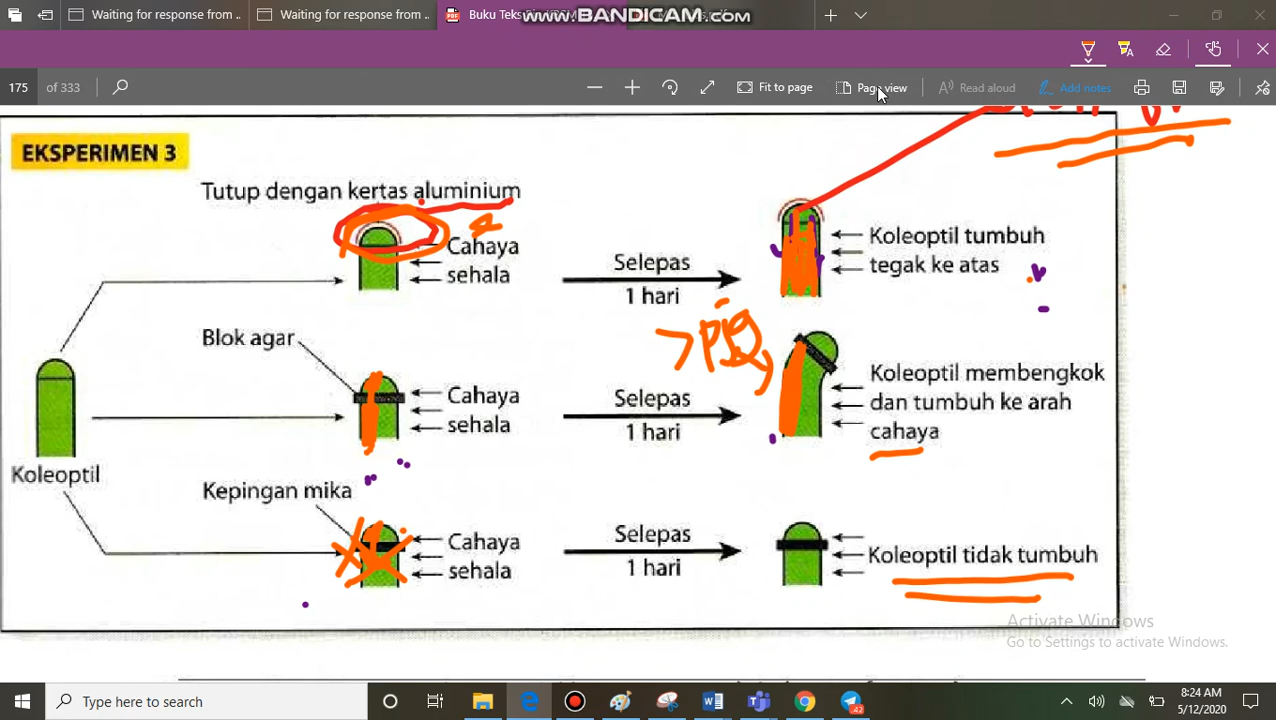 Waiting for response from .
Waiting for response from .
Buku Teks
www.BANDICAM.com
175 of 333
Fit to page
Page view
Read aloud
Add notes
EKSPERIMEN 3
Tutup dengan kertas aluminium
Cahaya
sehala
Selepas
1 hari
Koleoptil tumbuh
tegak ke atas
Blok agar
Cahaya
sehala
Selepas
1 hari
Koleoptil membengkok
dan tumbuh ke arah
cahaya
Koleoptil
Kepingan mika
Cahaya
sehala
Selepas
1 hari
Koleoptil tidak tumbuh
Activate Windows
Go to Settings to activate Windows.
Type here to search
42
8:24 AM
5/12/2020